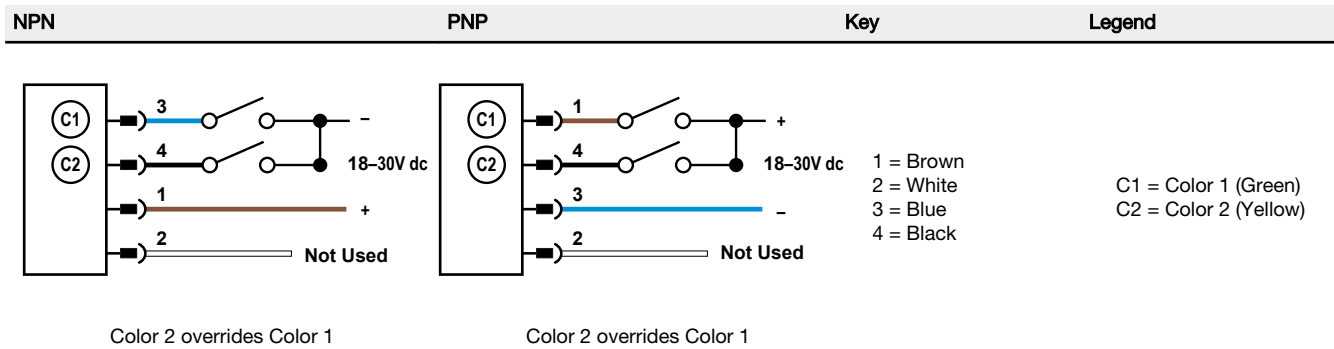 NPN PNP Key Legend
C1 3 –
C2 4 18–30V dc
1 +
2 Not Used
Color 2 overrides Color 1
C1 1 +
C2 4 18–30V dc
3 –
2 Not Used
Color 2 overrides Color 1
1 = Brown
2 = White
3 = Blue
4 = Black
C1 = Color 1 (Green)
C2 = Color 2 (Yellow)